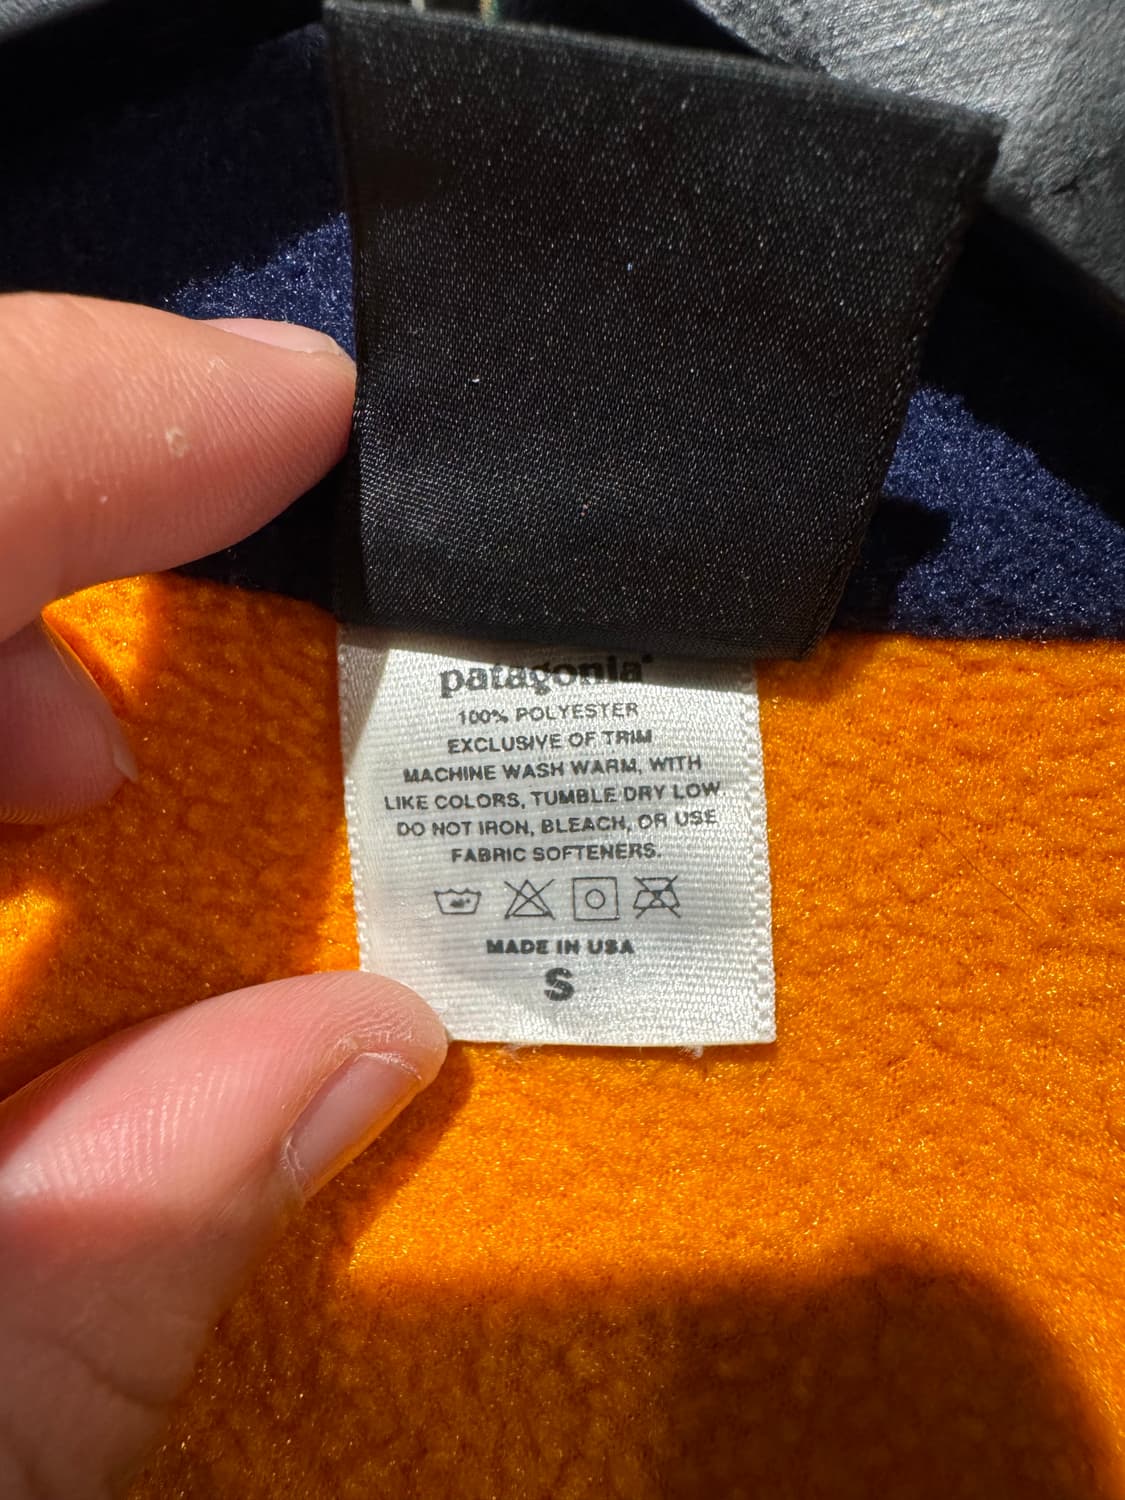 patagonia®
100% POLYESTER
EXCLUSIVE OF TRIM
MACHINE WASH WARM, WITH
LIKE COLORS, TUMBLE DRY LOW
DO NOT IRON, BLEACH, OR USE
FABRIC SOFTENERS.
MADE IN USA
S